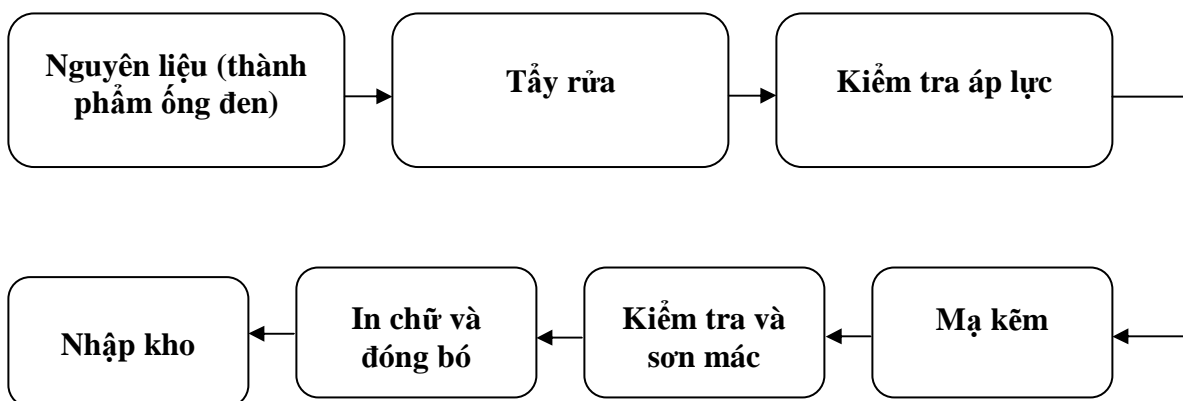 Nguyên liệu (thành
phẩm ống đen)
Tẩy rửa
Kiểm tra áp lực
Mạ kẽm
Kiểm tra và
sơn mác
In chữ và
đóng bó
Nhập kho